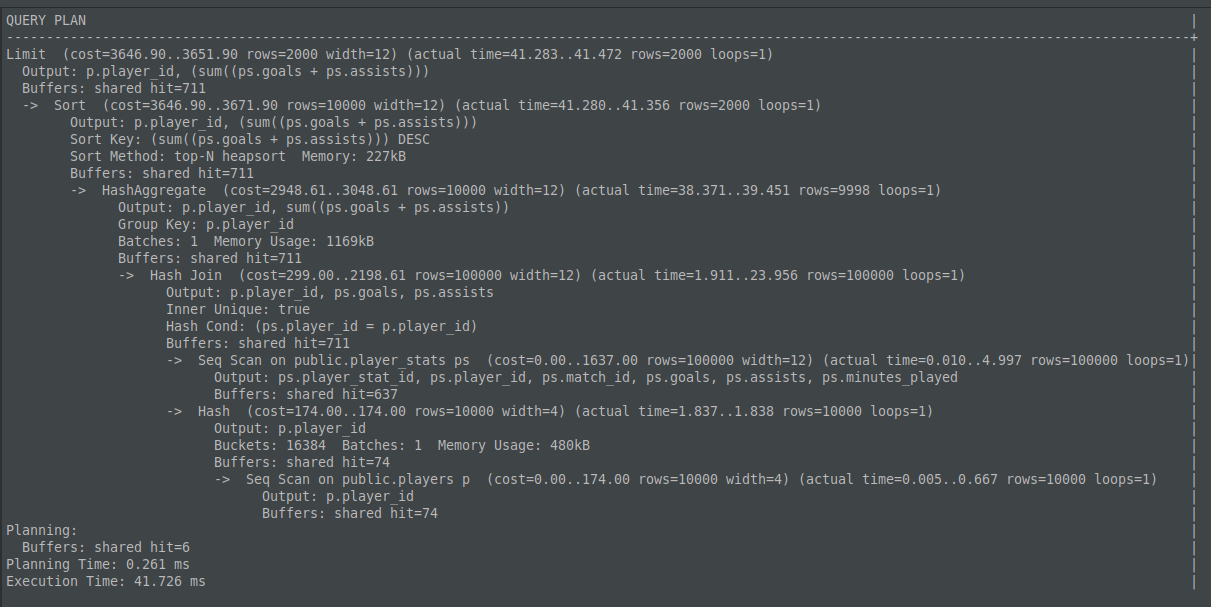 QUERY PLAN |
----------------------------------------------------------------------------------------------------------------------------------------------------+
Limit  (cost=3646.90..3651.90 rows=2000 width=12) (actual time=41.283..41.472 rows=2000 loops=1) |
  Output: p.player_id, (sum((ps.goals + ps.assists))) |
  Buffers: shared hit=711 |
  ->  Sort  (cost=3646.90..3671.90 rows=10000 width=12) (actual time=41.280..41.356 rows=2000 loops=1) |
        Output: p.player_id, (sum((ps.goals + ps.assists))) |
        Sort Key: (sum((ps.goals + ps.assists))) DESC |
        Sort Method: top-N heapsort  Memory: 227kB |
        Buffers: shared hit=711 |
        ->  HashAggregate  (cost=2948.61..3048.61 rows=10000 width=12) (actual time=38.371..39.451 rows=9998 loops=1) |
              Output: p.player_id, sum((ps.goals + ps.assists)) |
              Group Key: p.player_id |
              Batches: 1  Memory Usage: 1169kB |
              Buffers: shared hit=711 |
              ->  Hash Join  (cost=299.00..2198.61 rows=100000 width=12) (actual time=1.911..23.956 rows=100000 loops=1) |
                    Output: p.player_id, ps.goals, ps.assists |
                    Inner Unique: true |
                    Hash Cond: (ps.player_id = p.player_id) |
                    Buffers: shared hit=711 |
                    ->  Seq Scan on public.player_stats ps  (cost=0.00..1637.00 rows=100000 width=12) (actual time=0.010..4.997 rows=100000 loops=1)|
                          Output: ps.player_stat_id, ps.player_id, ps.match_id, ps.goals, ps.assists, ps.minutes_played |
                          Buffers: shared hit=637 |
                    ->  Hash  (cost=174.00..174.00 rows=10000 width=4) (actual time=1.837..1.838 rows=10000 loops=1) |
                          Output: p.player_id |
                          Buckets: 16384  Batches: 1  Memory Usage: 480kB |
                          Buffers: shared hit=74 |
                          ->  Seq Scan on public.players p  (cost=0.00..174.00 rows=10000 width=4) (actual time=0.005..0.667 rows=10000 loops=1) |
                                Output: p.player_id |
                                Buffers: shared hit=74 |
Planning: |
  Buffers: shared hit=6 |
Planning Time: 0.261 ms |
Execution Time: 41.726 ms |